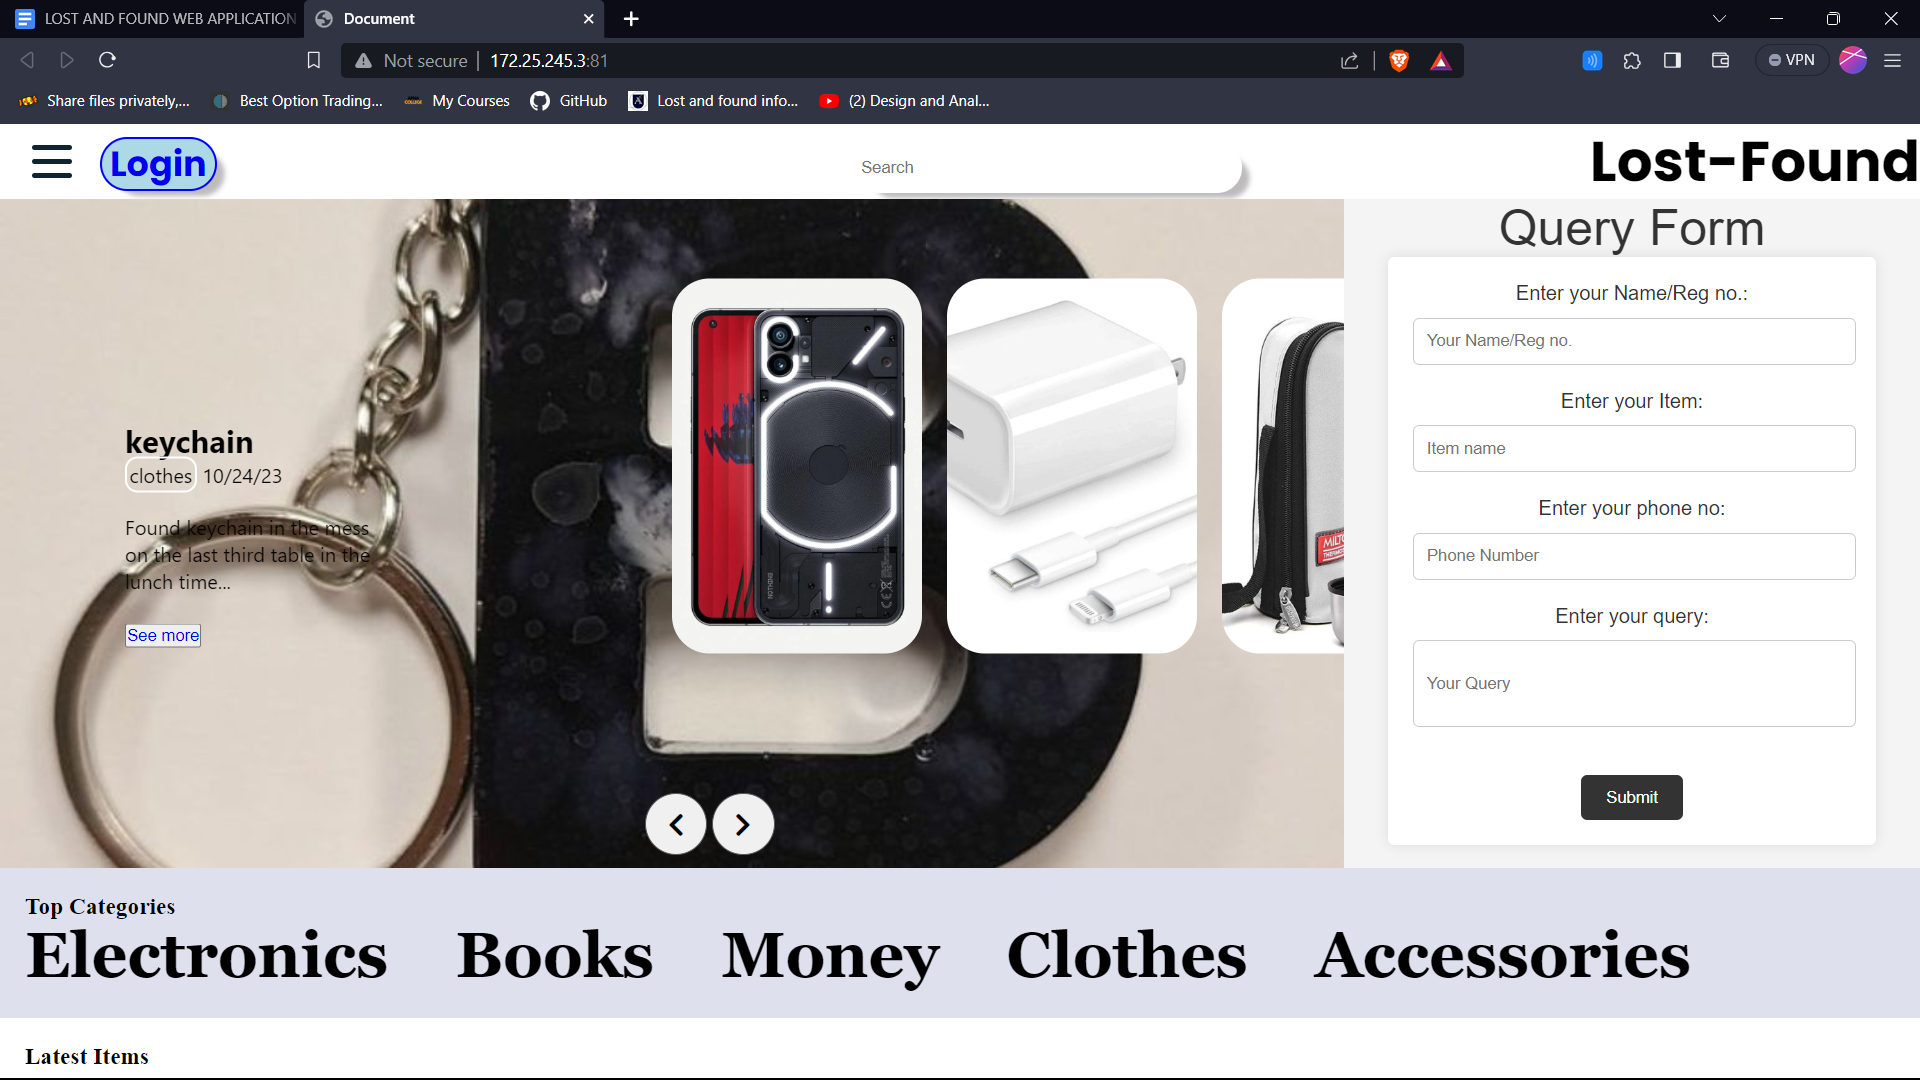 LOST AND FOUND WEB APPLICATION
Document
Not secure 172.25.245.3:81
VPN
Share files privately,...
Best Option Trading...
My Courses
GitHub
Lost and found info...
(2) Design and Anal...
Login
Search
Lost-Found
keychain
clothes 10/24/23
Found keychain in the mess
on the last third table in the
lunch time...
See more
Query Form
Enter your Name/Reg no.:
Your Name/Reg no.
Enter your Item:
Item name
Enter your phone no:
Phone Number
Enter your query:
Your Query
Submit
Top Categories
Electronics Books Money Clothes Accessories
Latest Items